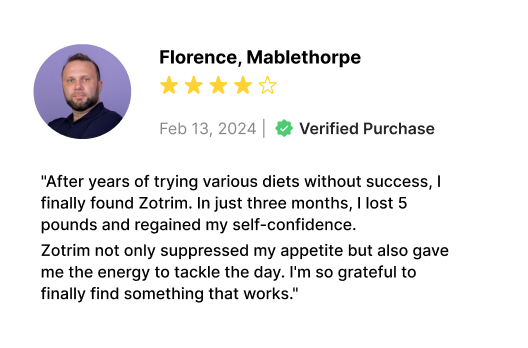 Florence, Mablethorpe
Feb 13, 2024 | Verified Purchase
"After years of trying various diets without success, I
finally found Zotrim. In just three months, I lost 5
pounds and regained my self-confidence.
Zotrim not only suppressed my appetite but also gave
me the energy to tackle the day. I'm so grateful to
finally find something that works."